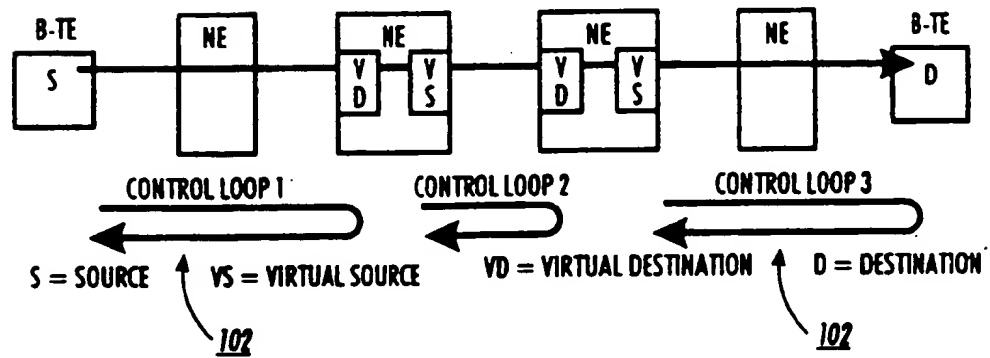 B-TE NE NE NE NE B-TE
S V D V S V D V S D
CONTROL LOOP 1 CONTROL LOOP 2 CONTROL LOOP 3
S = SOURCE VS = VIRTUAL SOURCE VD = VIRTUAL DESTINATION D = DESTINATION
102 102